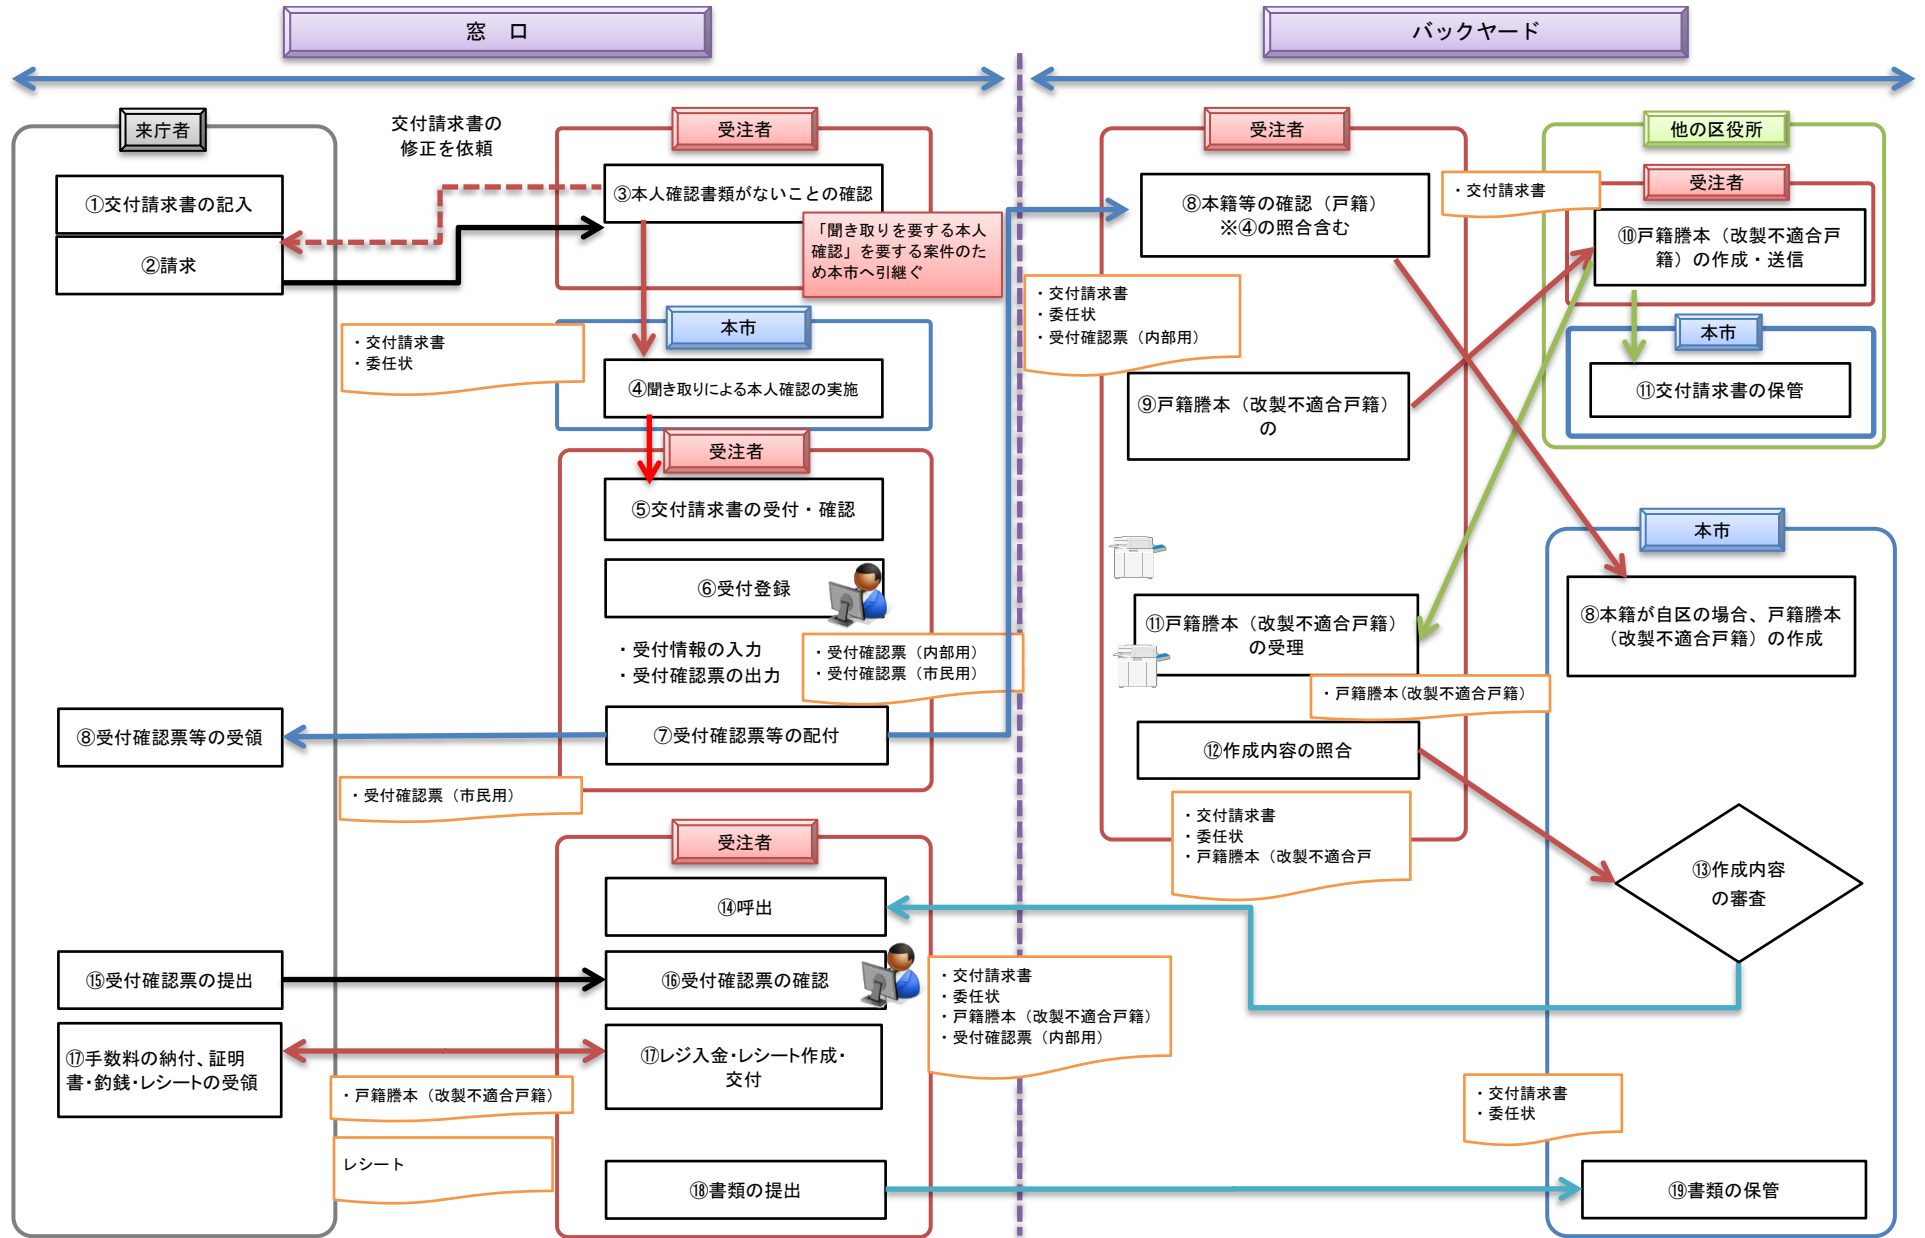 窓　口
バックヤード
来庁者
交付請求書の
修正を依頼
受注者
①交付請求書の記入
②請求
③本人確認書類がないことの確認
「聞き取りを要する本人
確認」を要する案件のた
め本市へ引継ぐ
本市
・交付請求書
・委任状
④聞き取りによる本人確認の実施
受注者
⑤交付請求書の受付・確認
⑥受付登録
・受付情報の入力
・受付確認票の出力
・受付確認票（内部用）
・受付確認票（市民用）
⑧受付確認票等の受領
⑦受付確認票等の配付
・受付確認票（市民用）
受注者
⑭呼出
⑮受付確認票の提出
⑯受付確認票の確認
・交付請求書
・委任状
・戸籍謄本（改製不適合戸籍）
・受付確認票（内部用）
⑰手数料の納付、証明
書・釣銭・レシートの受領
⑰レジ入金・レシート作成・
交付
・戸籍謄本（改製不適合戸籍）
レシート
⑱書類の提出
受注者
⑧本籍等の確認（戸籍）
※④の照合含む
・交付請求書
・委任状
・受付確認票（内部用）
⑨戸籍謄本（改製不適合戸籍）
の
⑪戸籍謄本（改製不適合戸籍）
の受理
・戸籍謄本（改製不適合戸籍）
⑫作成内容の照合
・交付請求書
・委任状
・戸籍謄本（改製不適合戸
他の区役所
・交付請求書
受注者
⑩戸籍謄本（改製不適合戸
籍）の作成・送信
本市
⑪交付請求書の保管
本市
⑧本籍が自区の場合、戸籍謄本
（改製不適合戸籍）の作成
⑬作成内容
の審査
・交付請求書
・委任状
⑲書類の保管